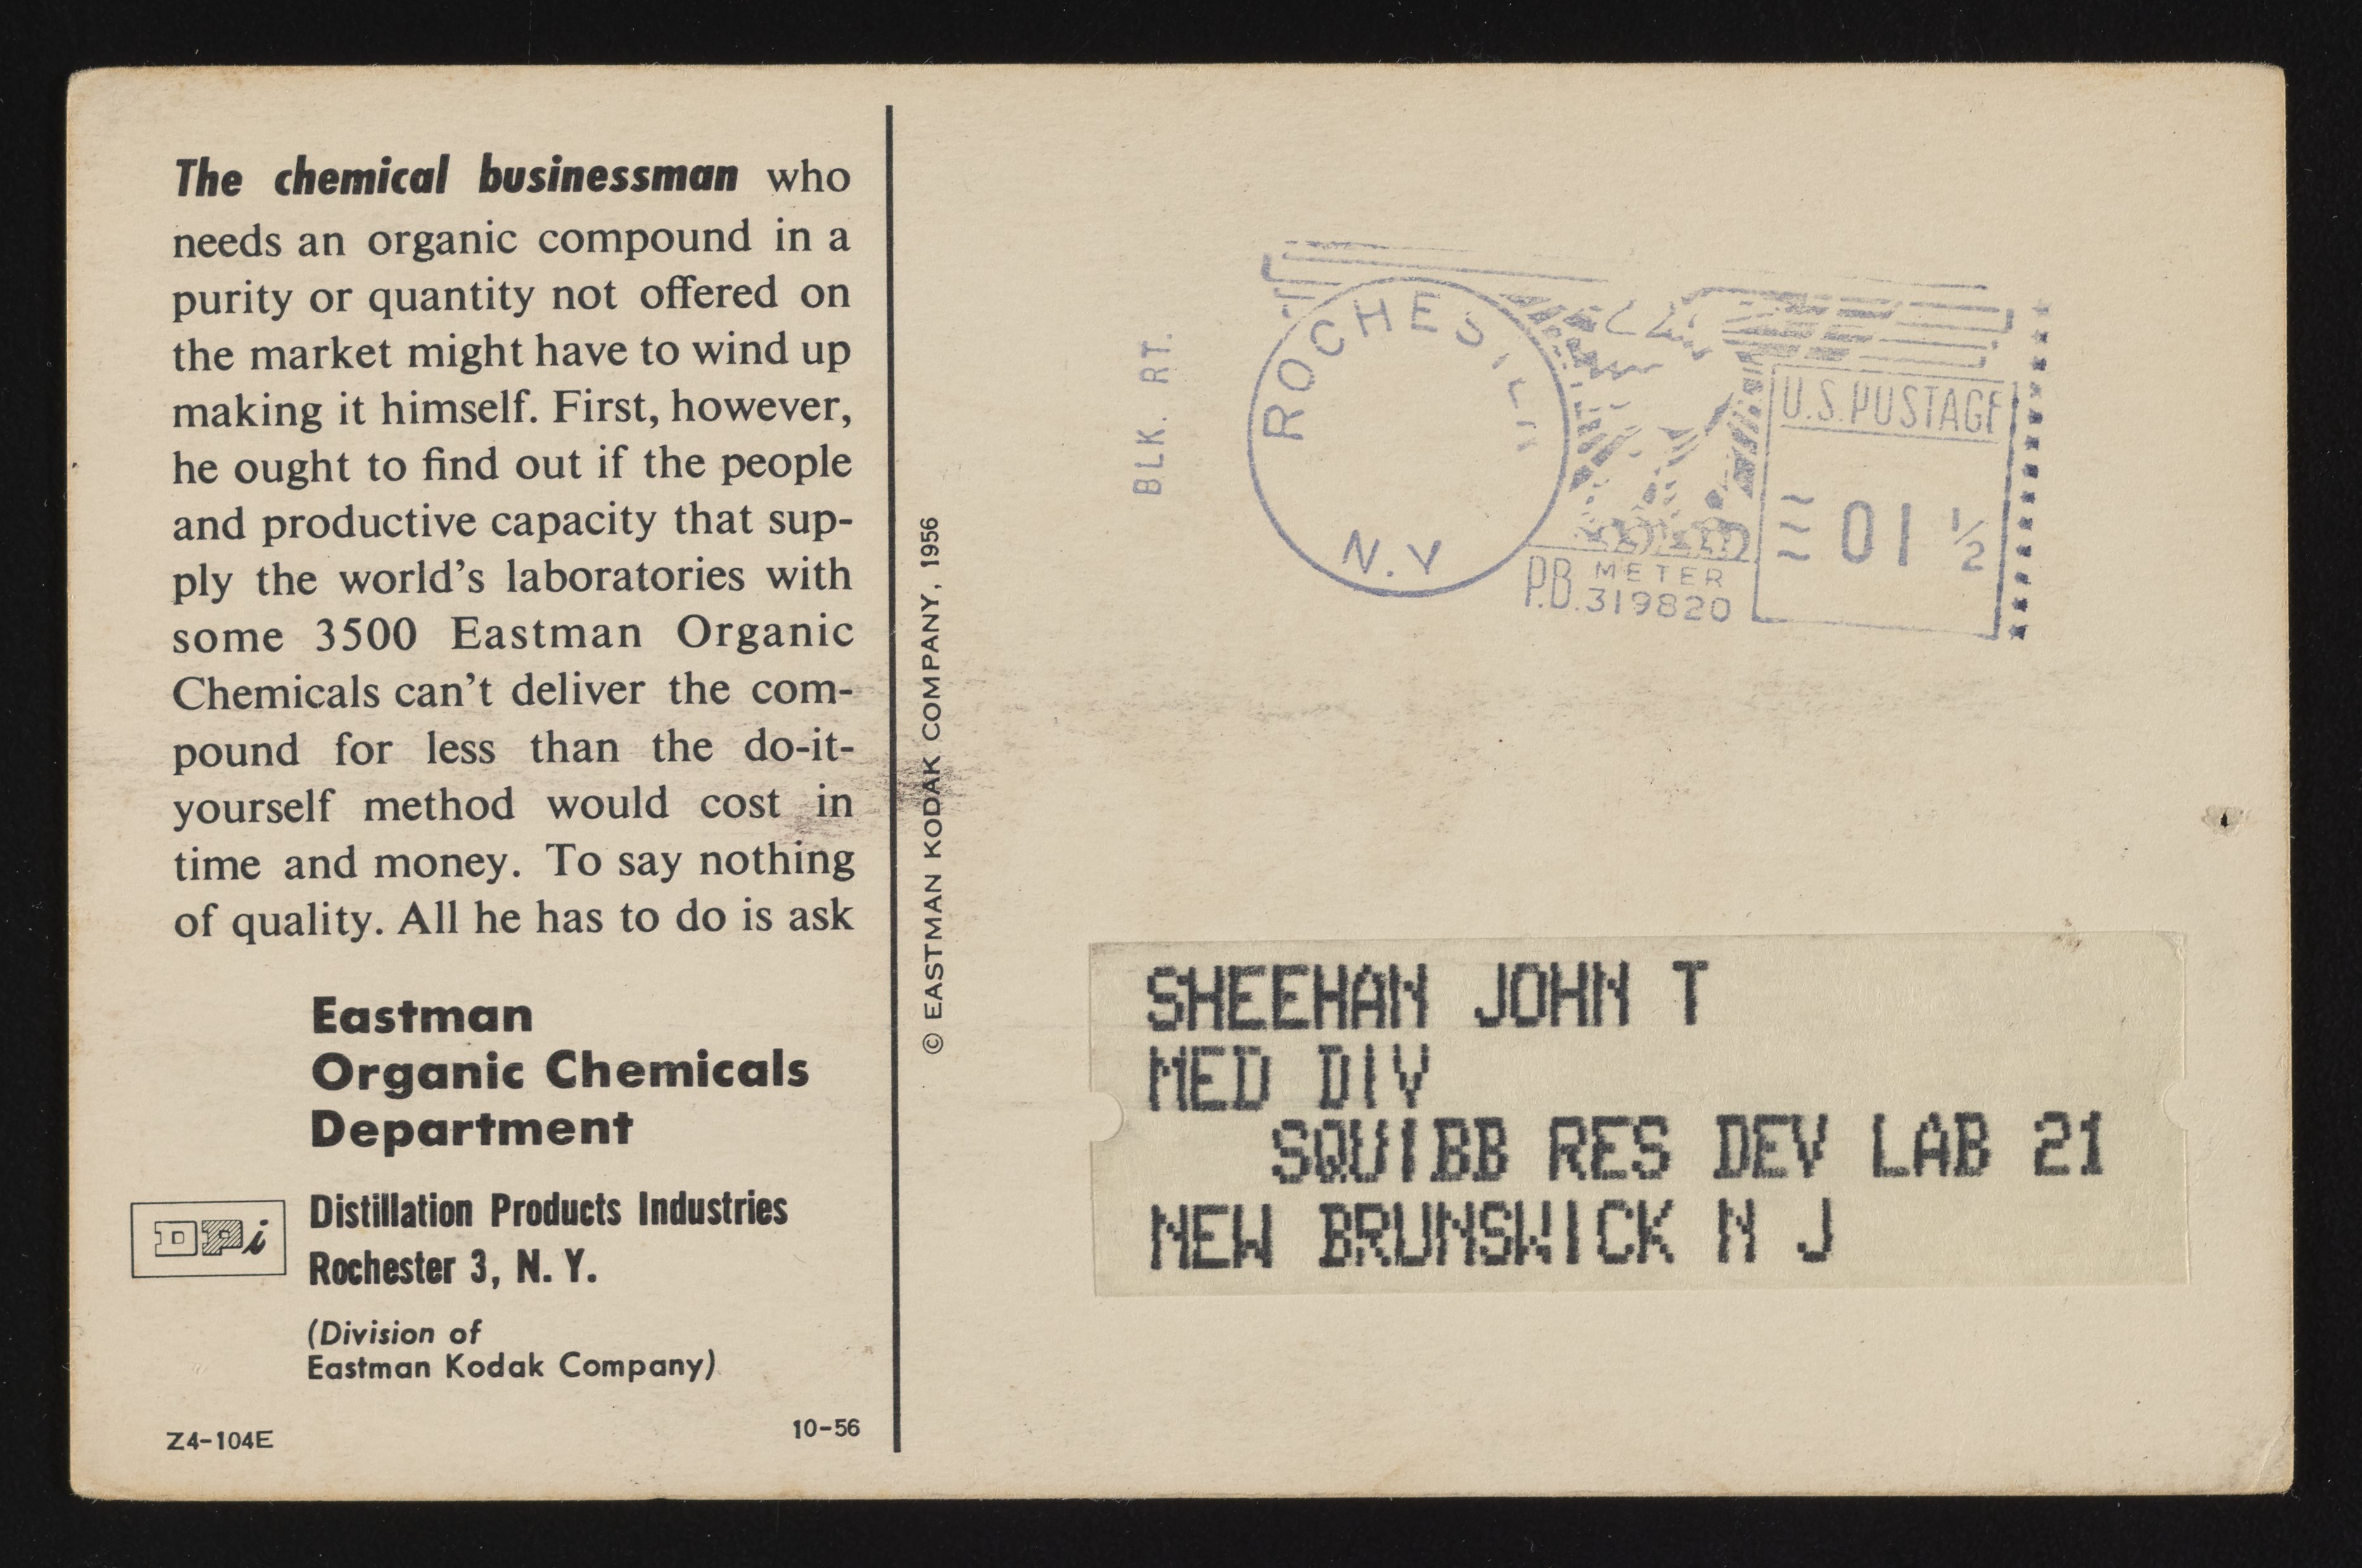 The chemical businessman who
needs an organic compound in a
purity or quantity not offered on
the market might have to wind up
making it himself. First, however,
he ought to find out if the people
and productive capacity that sup-
ply the world's laboratories with
some 3500 Eastman Organic
Chemicals can't deliver the com-
pound for less than the do-it-
yourself method would cost in
time and money. To say nothing
of quality. All he has to do is ask
Eastman
Organic Chemicals
Department
DPi
Distillation Products Industries
Rochester 3, N. Y.
(Division of
Eastman Kodak Company)
Z4-104E
10-56
© EASTMAN KODAK COMPANY, 1956
BLK. RT.
ROCHESTER
N.Y
P.B. METER
319820
U.S. POSTAGE
01 ½
SHEEHAN JOHN T
MED DIV
SQUIBB RES DEV LAB 21
NEW BRUNSWICK N J